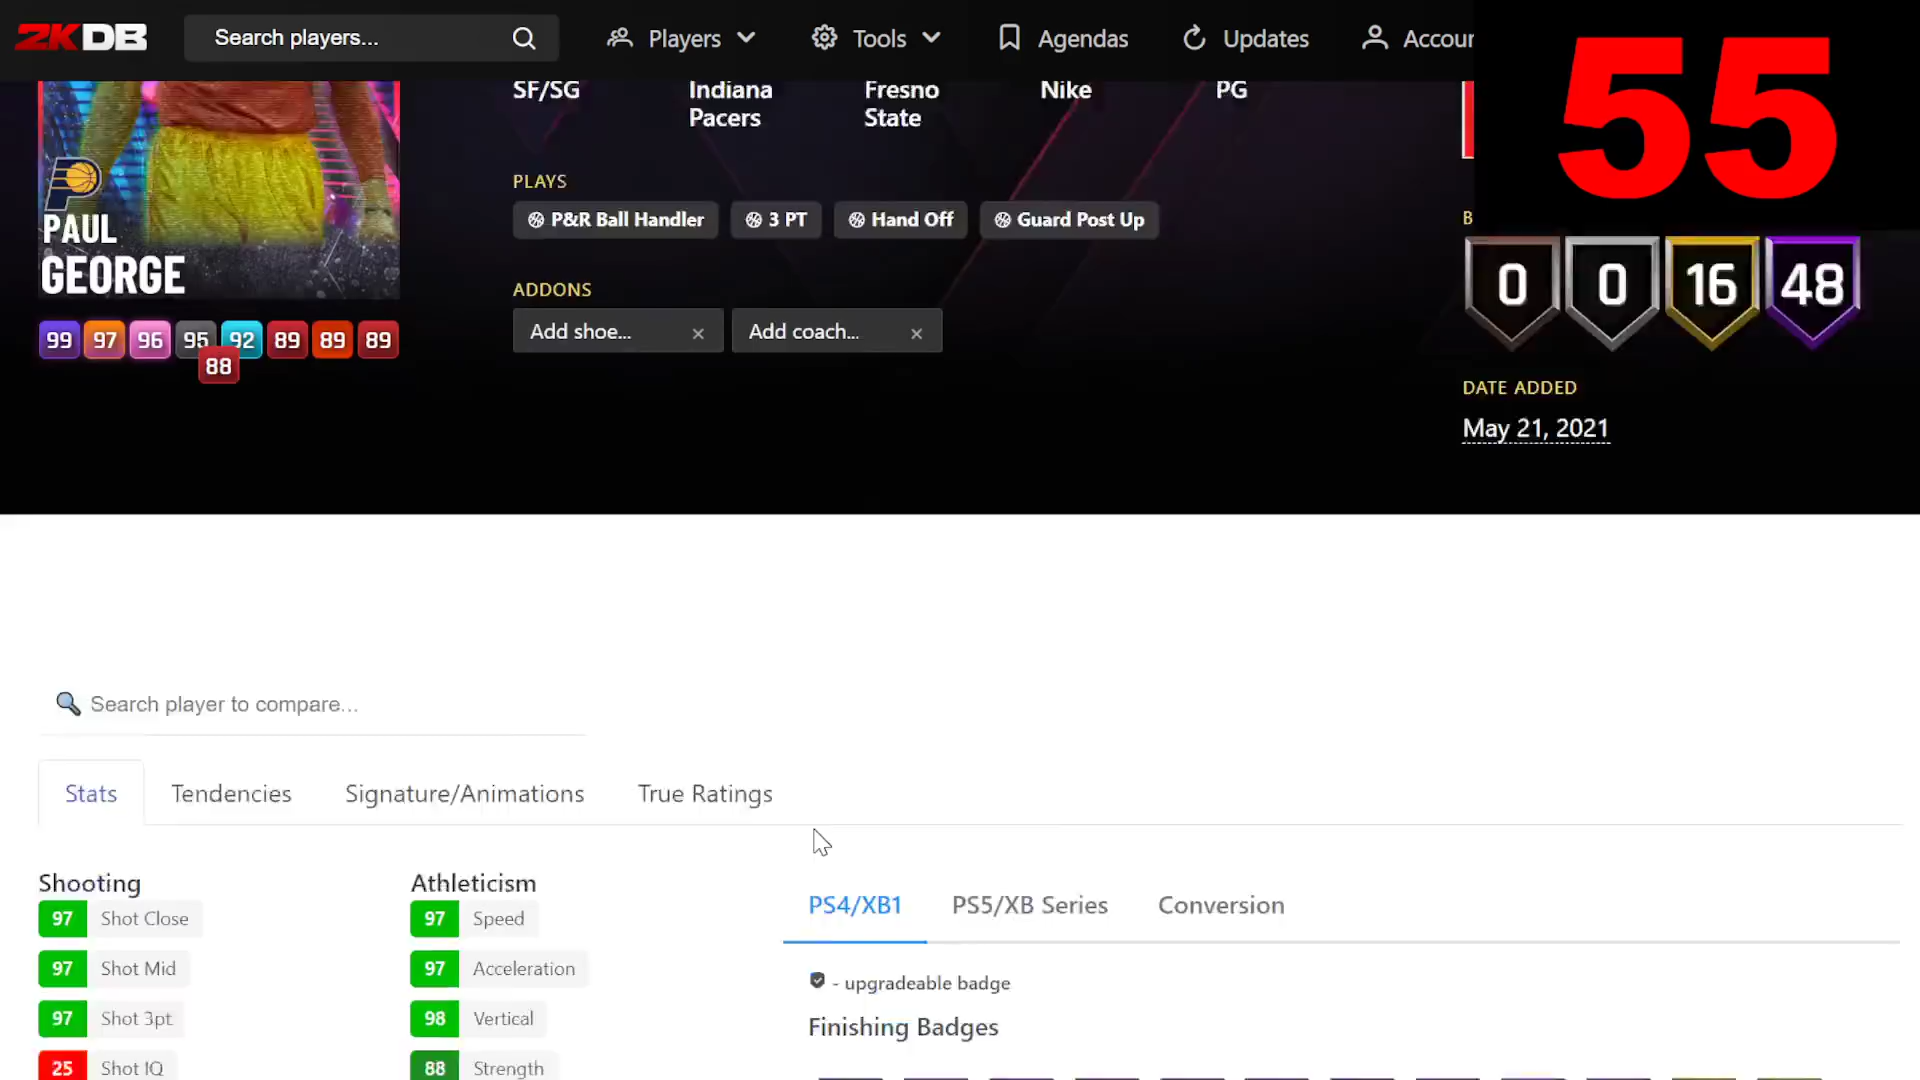 2KDB
Search players...
Players
Tools
Agendas
Updates
Accoun
55
SF/SG
Indiana
Pacers
Fresno
State
Nike
PG
PLAYS
P&R Ball Handler
3 PT
Hand Off
Guard Post Up
B
0
0
16
48
PAUL
GEORGE
ADDONS
Add shoe...
×
Add coach...
×
99
97
96
95
92
89
89
89
88
DATE ADDED
May 21, 2021
Search player to compare...
Stats
Tendencies
Signature/Animations
True Ratings
Shooting
97 Shot Close
97 Shot Mid
97 Shot 3pt
25 Shot IQ
Athleticism
97 Speed
97 Acceleration
98 Vertical
88 Strength
PS4/XB1
PS5/XB Series
Conversion
- upgradeable badge
Finishing Badges